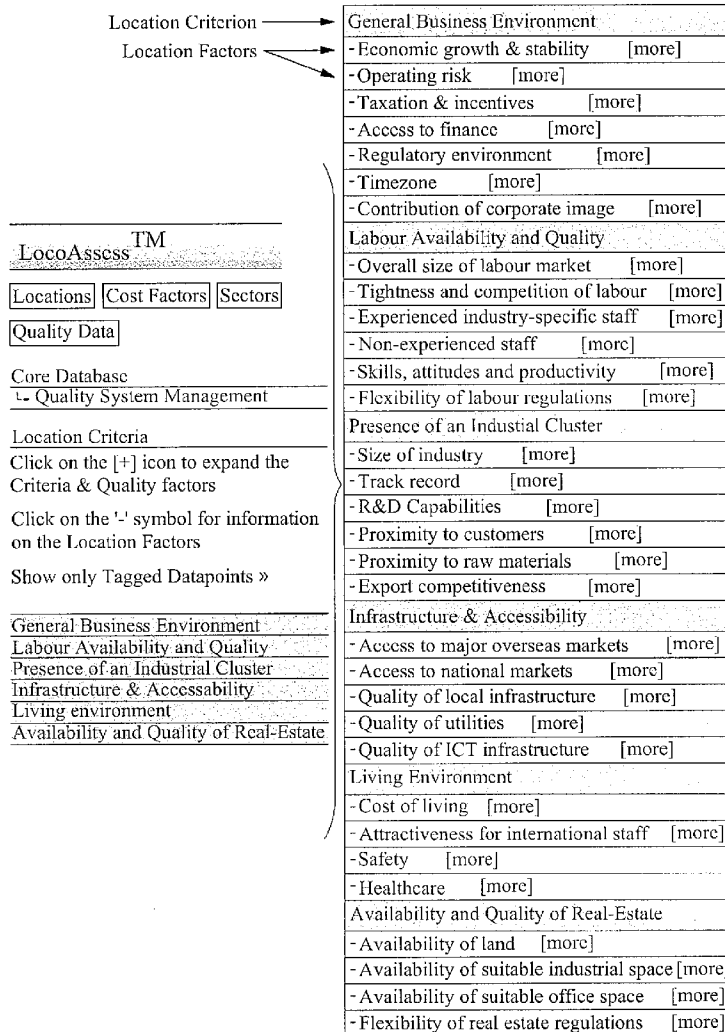 Location Criterion
Location Factors
LocoAssess™
Locations Cost Factors Sectors
Quality Data
Core Database
Quality System Management
Location Criteria
Click on the [+] icon to expand the
Criteria & Quality factors
Click on the '-' symbol for information
on the Location Factors
Show only Tagged Datapoints »
General Business Environment
Labour Availability and Quality
Presence of an Industrial Cluster
Infrastructure & Accessability
Living environment
Availability and Quality of Real-Estate
General Business Environment
-Economic growth & stability [more]
-Operating risk [more]
-Taxation & incentives [more]
-Access to finance [more]
-Regulatory environment [more]
-Timezone [more]
-Contribution of corporate image [more]
Labour Availability and Quality
-Overall size of labour market [more]
-Tightness and competition of labour [more]
-Experienced industry-specific staff [more]
-Non-experienced staff [more]
-Skills, attitudes and productivity [more]
-Flexibility of labour regulations [more]
Presence of an Industial Cluster
-Size of industry [more]
-Track record [more]
-R&D Capabilities [more]
-Proximity to customers [more]
-Proximity to raw materials [more]
-Export competitiveness [more]
Infrastructure & Accessibility
-Access to major overseas markets [more]
-Access to national markets [more]
-Quality of local infrastructure [more]
-Quality of utilities [more]
-Quality of ICT infrastructure [more]
Living Environment
-Cost of living [more]
-Attractiveness for international staff [more]
-Safety [more]
-Healthcare [more]
Availability and Quality of Real-Estate
-Availability of land [more]
-Availability of suitable industrial space [more
-Availability of suitable office space [more]
-Flexibility of real estate regulations [more]